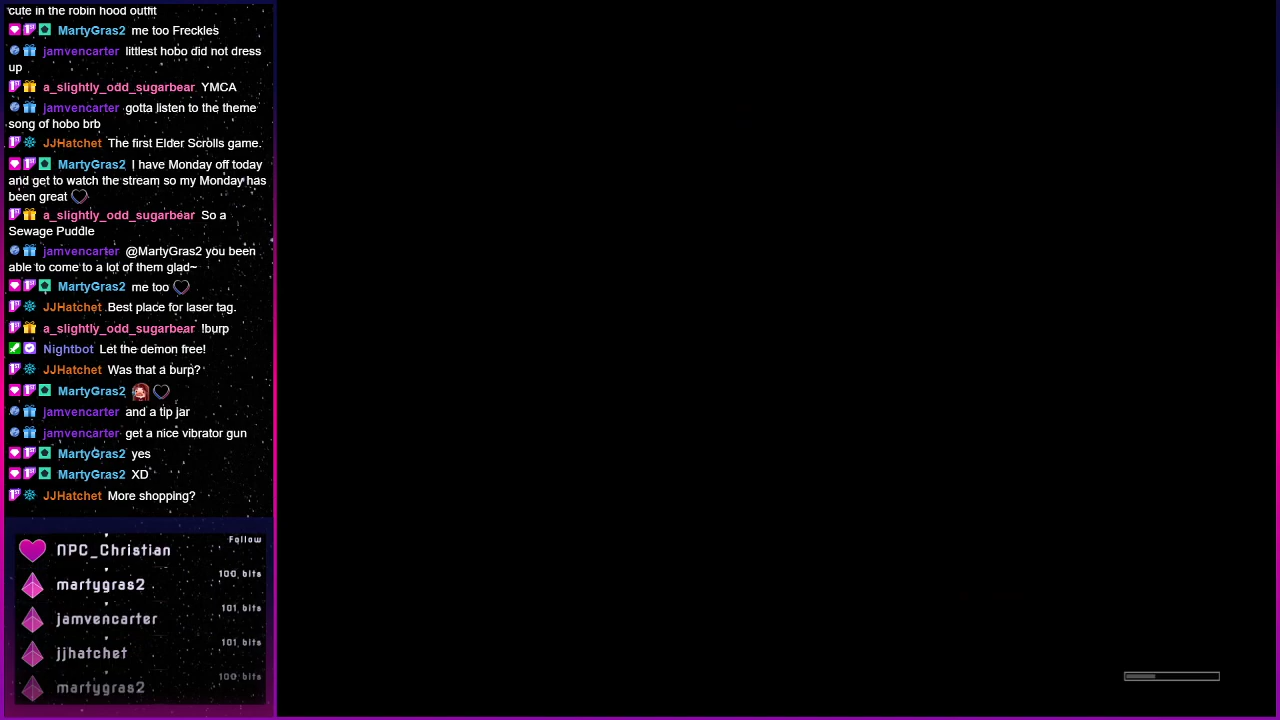 cute in the robin hood outfit
MartyGras2 me too Freckles
jamvencarter littlest hobo did not dress
up
a_slightly_odd_sugarbear YMCA
jamvencarter gotta listen to the theme
song of hobo brb
JJHatchet The first Elder Scrolls game.
MartyGras2 I have Monday off today
and get to watch the stream so my Monday has
been great
a_slightly_odd_sugarbear So a
Sewage Puddle
jamvencarter @MartyGras2 you been
able to come to a lot of them glad~
MartyGras2 me too
JJHatchet Best place for laser tag.
a_slightly_odd_sugarbear !burp
Nightbot Let the demon free!
JJHatchet Was that a burp?
MartyGras2
jamvencarter and a tip jar
jamvencarter get a nice vibrator gun
MartyGras2 yes
MartyGras2 XD
JJHatchet More shopping?
NPC_Christian Follow
martygras2 100 bits
jamvencarter 101 bits
jjhatchet 101 bits
martygras2 100 bits